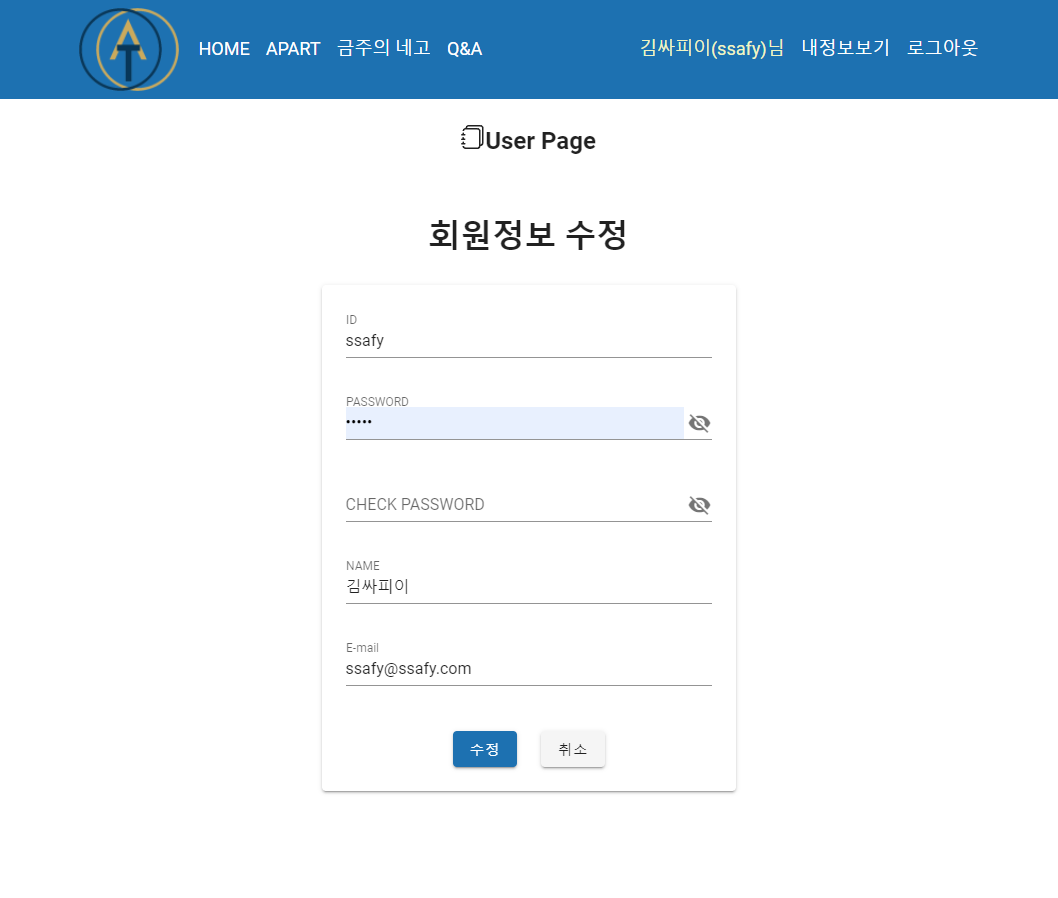 AT HOME APART 금주의 네고 Q&A 김싸피이(ssafy)님 내정보보기 로그아웃
User Page
회원정보 수정
ID
ssafy
PASSWORD
•••••
CHECK PASSWORD
NAME
김싸피이
E-mail
ssafy@ssafy.com
수정 취소